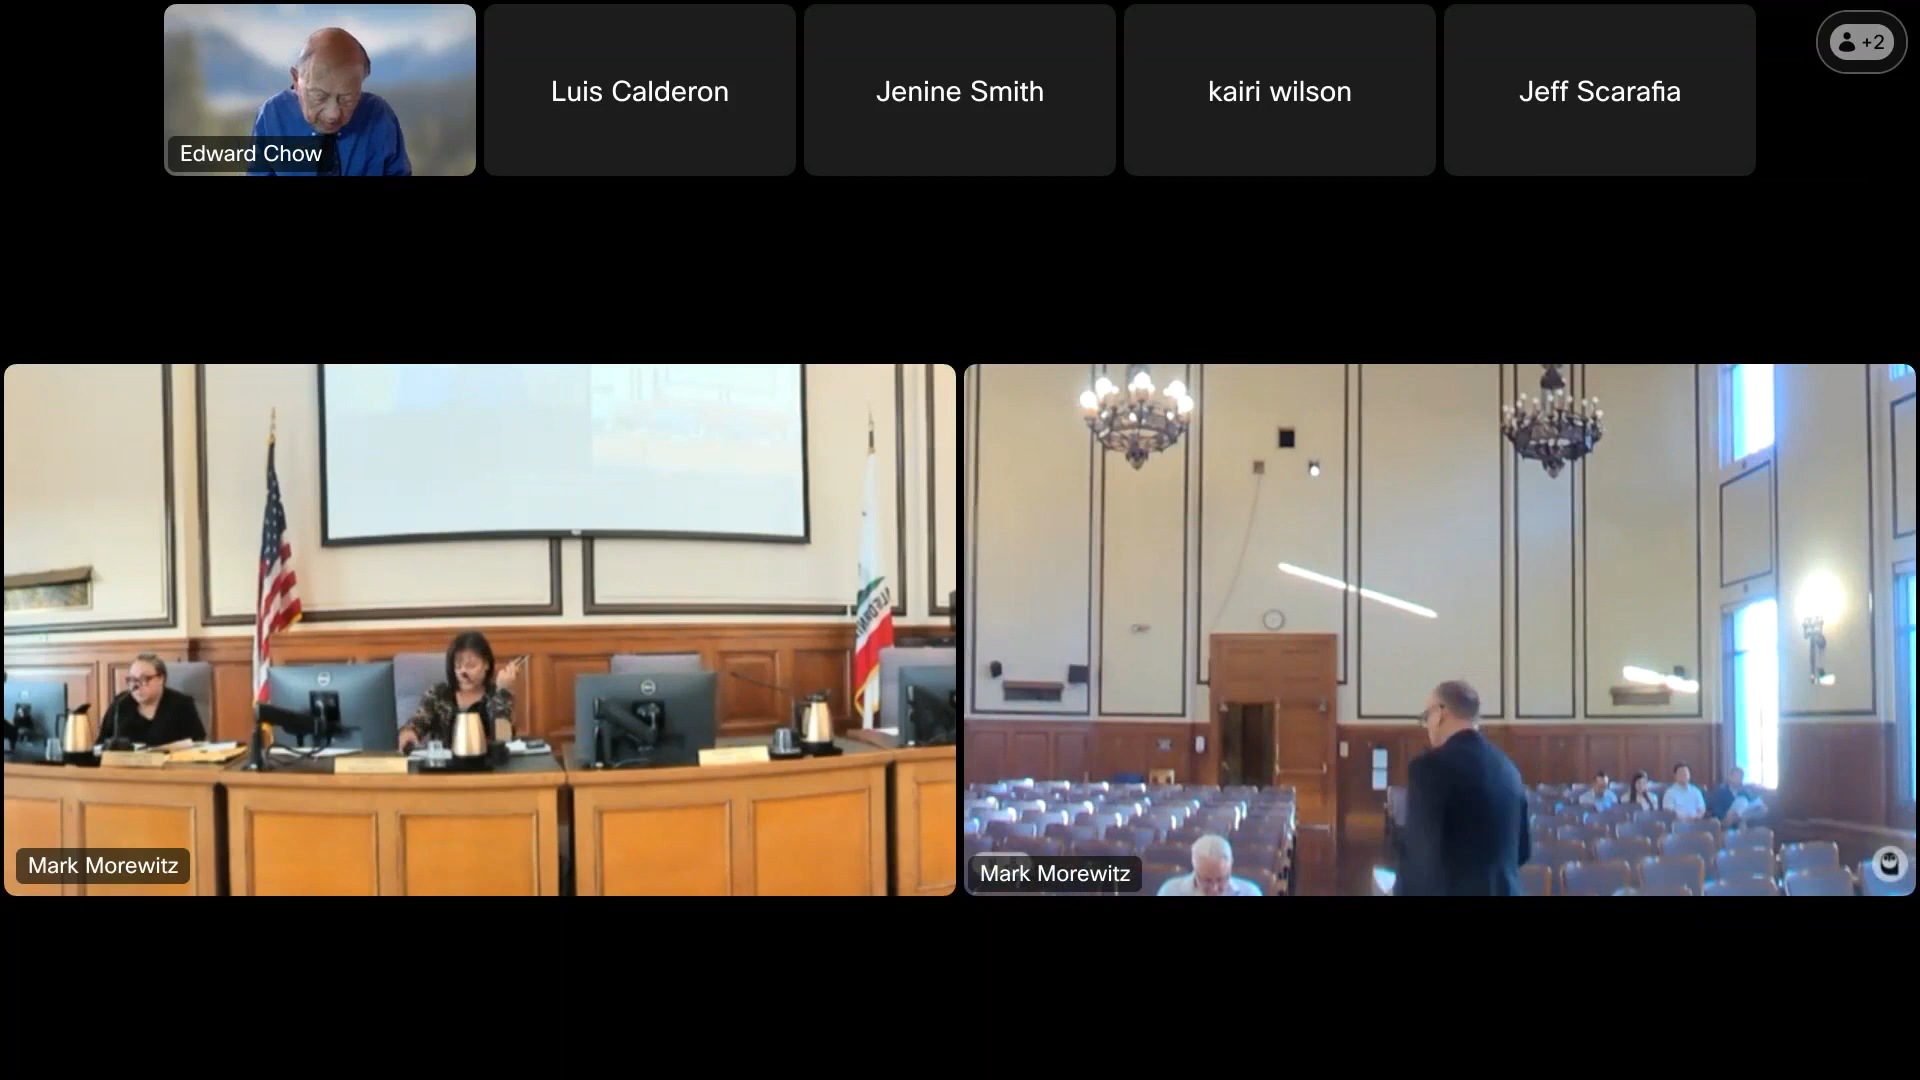 Edward Chow
Luis Calderon
Jenine Smith
kairi wilson
Jeff Scarafia
+2
Mark Morewitz
Mark Morewitz